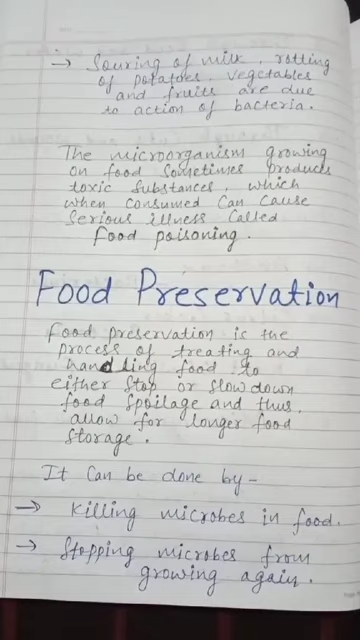 → Souring of milk, rotting
of potatoes, vegetables
and fruits are due
to action of bacteria.
The microorganism growing
on food sometimes products
toxic substances, which
when consumed can cause
serious illness called
food poisoning.
Food Preservation
Food preservation is the
process of treating and
handling food to
either stop or slow down
food spoilage and thus,
allow for longer food
storage.
It can be done by -
→ Killing microbes in food.
→ Stopping microbes from
growing again.